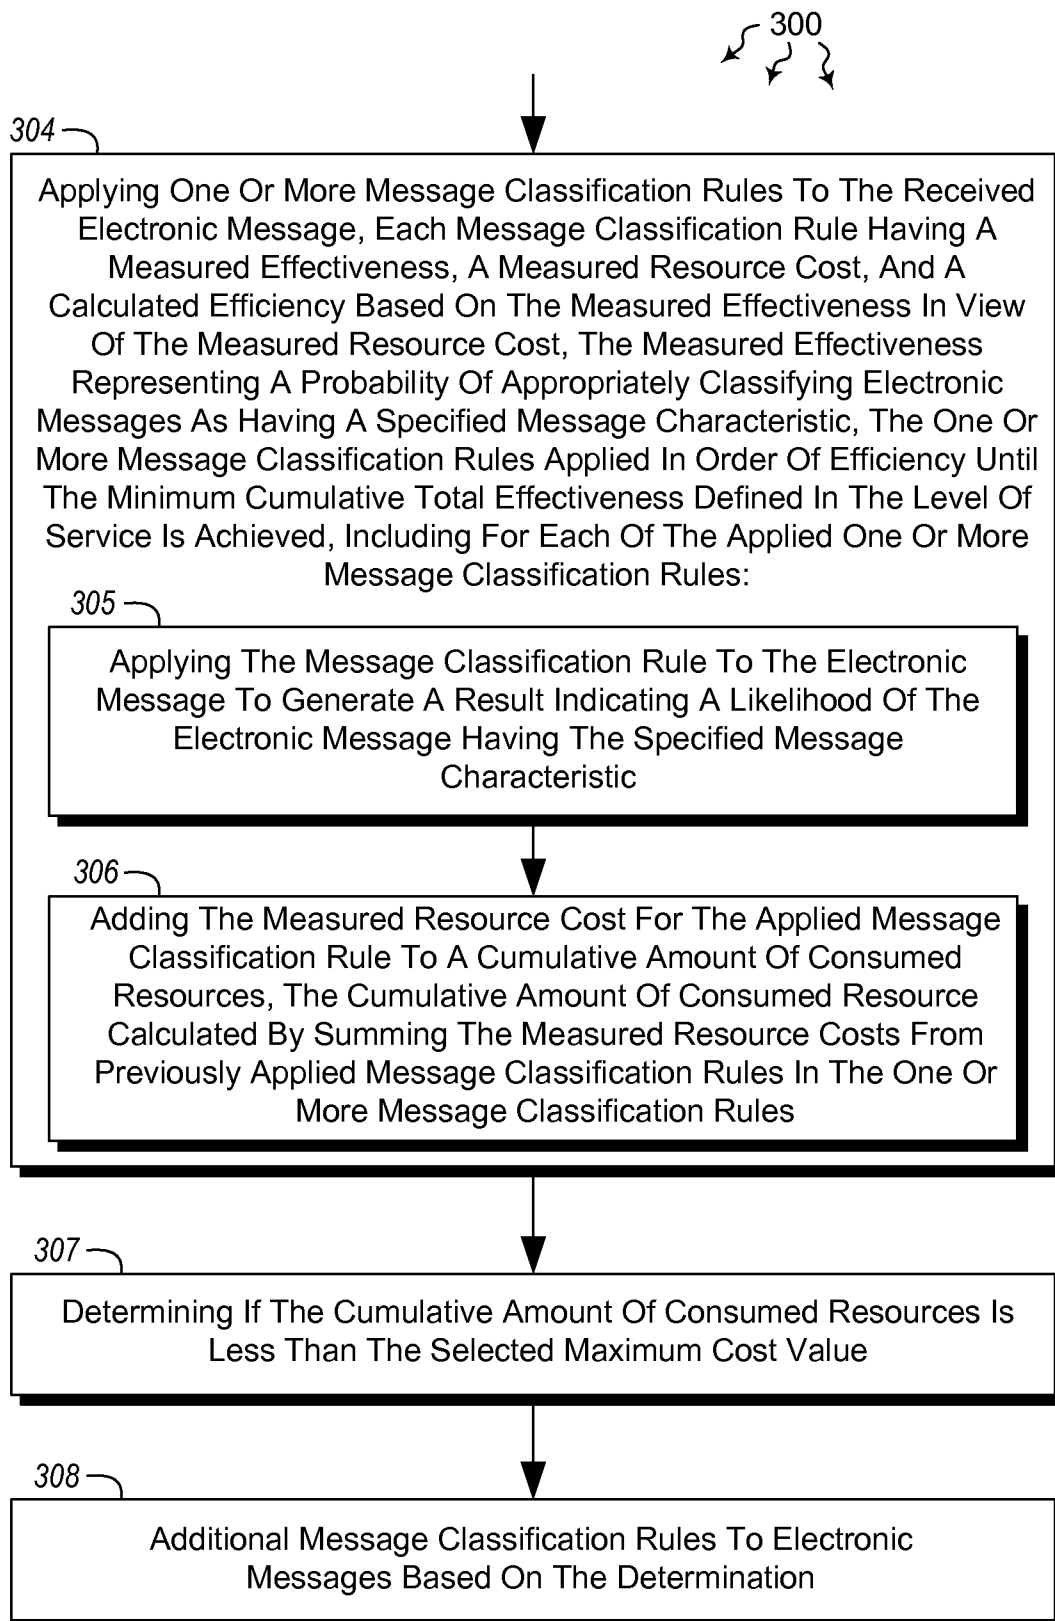 300
304
Applying One Or More Message Classification Rules To The Received
Electronic Message, Each Message Classification Rule Having A
Measured Effectiveness, A Measured Resource Cost, And A
Calculated Efficiency Based On The Measured Effectiveness In View
Of The Measured Resource Cost, The Measured Effectiveness
Representing A Probability Of Appropriately Classifying Electronic
Messages As Having A Specified Message Characteristic, The One Or
More Message Classification Rules Applied In Order Of Efficiency Until
The Minimum Cumulative Total Effectiveness Defined In The Level Of
Service Is Achieved, Including For Each Of The Applied One Or More
Message Classification Rules:
305
Applying The Message Classification Rule To The Electronic
Message To Generate A Result Indicating A Likelihood Of The
Electronic Message Having The Specified Message
Characteristic
306
Adding The Measured Resource Cost For The Applied Message
Classification Rule To A Cumulative Amount Of Consumed
Resources, The Cumulative Amount Of Consumed Resource
Calculated By Summing The Measured Resource Costs From
Previously Applied Message Classification Rules In The One Or
More Message Classification Rules
307
Determining If The Cumulative Amount Of Consumed Resources Is
Less Than The Selected Maximum Cost Value
308
Additional Message Classification Rules To Electronic
Messages Based On The Determination